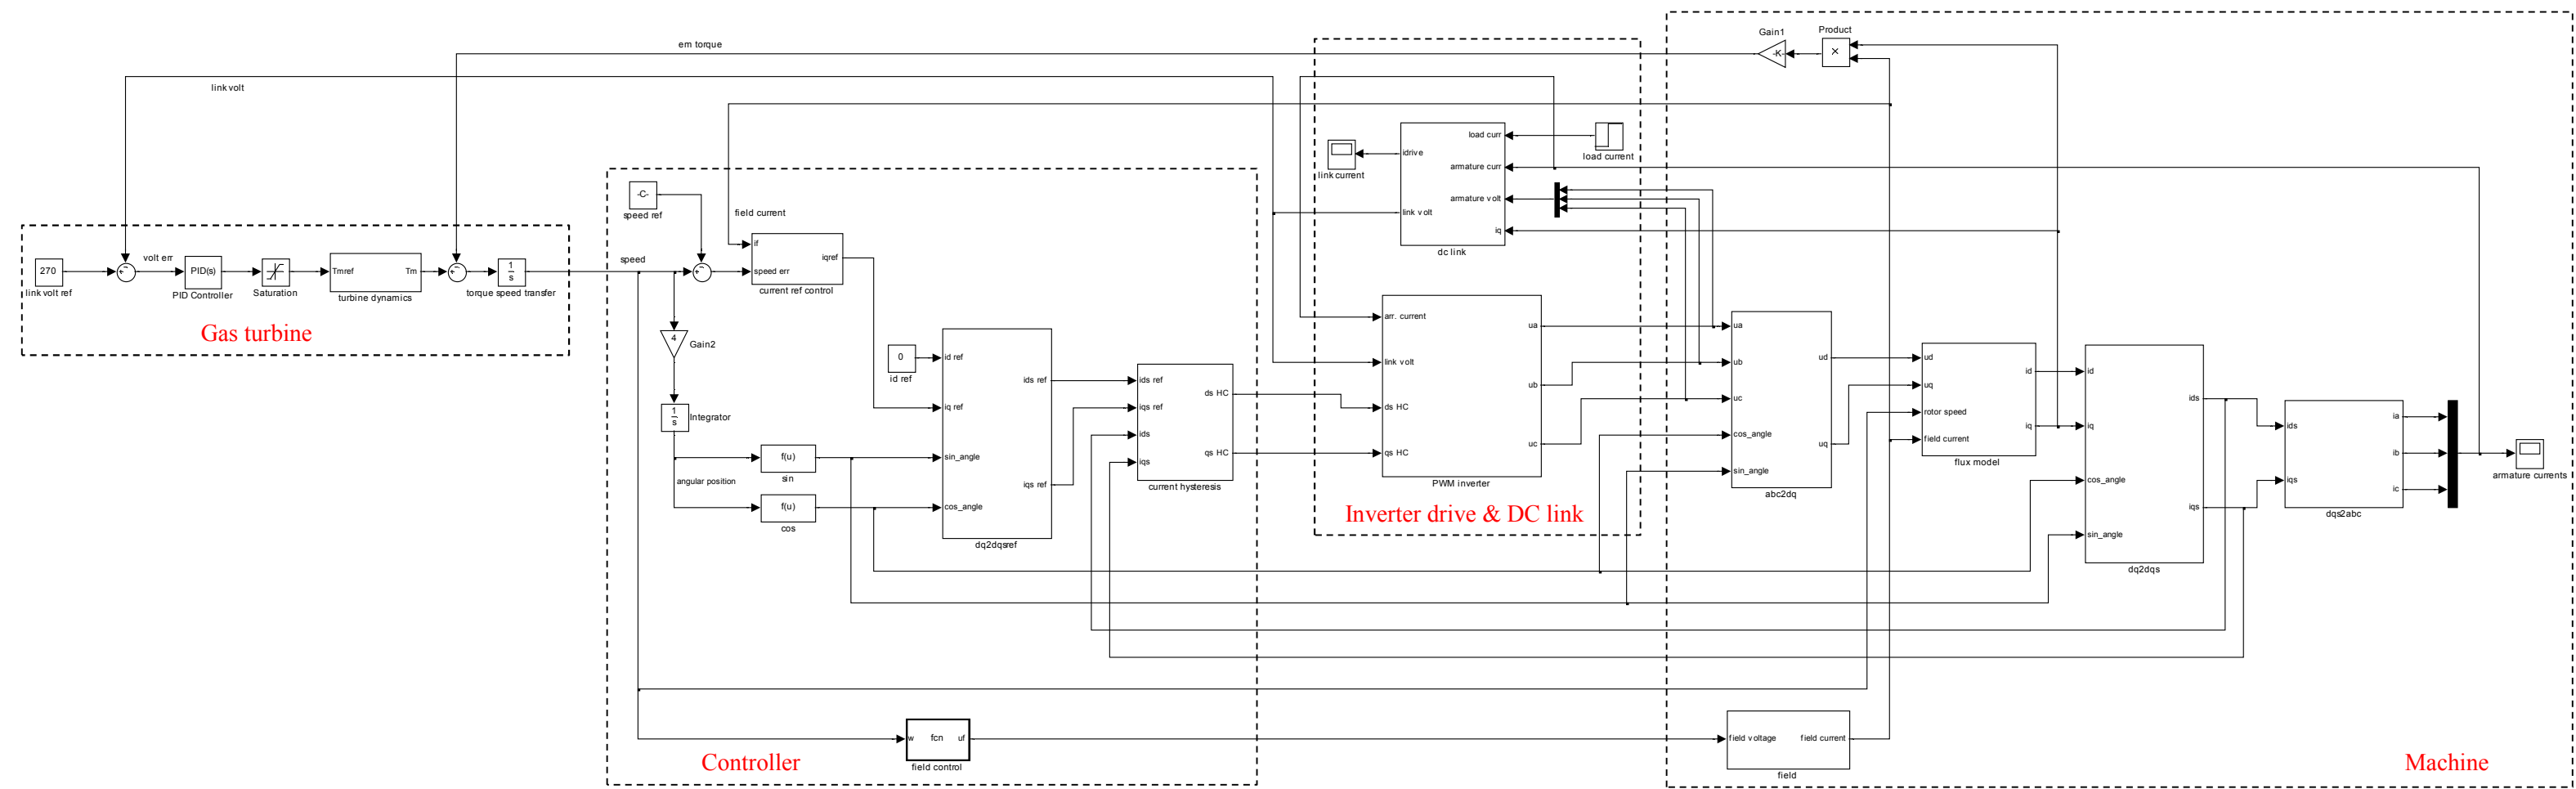 em torque
link volt
270
link volt ref
volt err
PID(s)
PID Controller
Saturation
Tmref
Tm
turbine dynamics
1
s
torque speed transfer
Gas turbine
speed
-C-
speed ref
field current
if
speed err
iqref
current ref control
4
Gain2
1
s
Integrator
angular position
f(u)
sin
f(u)
cos
0
id ref
id ref
iq ref
sin_angle
cos_angle
ids ref
iqs ref
dq2dqsref
ids ref
iqs ref
ids
iqs
ds HC
qs HC
current hysteresis
w
fcn
uf
field control
Controller
link current
idrive
link volt
load curr
armature curr
armature volt
iq
dc link
load current
arr. current
link volt
ds HC
qs HC
ua
ub
uc
PWM inverter
Inverter drive & DC link
Gain1
-K-
Product
×
ua
ub
uc
cos_angle
sin_angle
ud
uq
abc2dq
ud
uq
rotor speed
field current
id
iq
flux model
id
iq
cos_angle
sin_angle
ids
iqs
dq2dqs
ids
iqs
ia
ib
ic
dqs2abc
armature currents
field voltage
field current
field
Machine